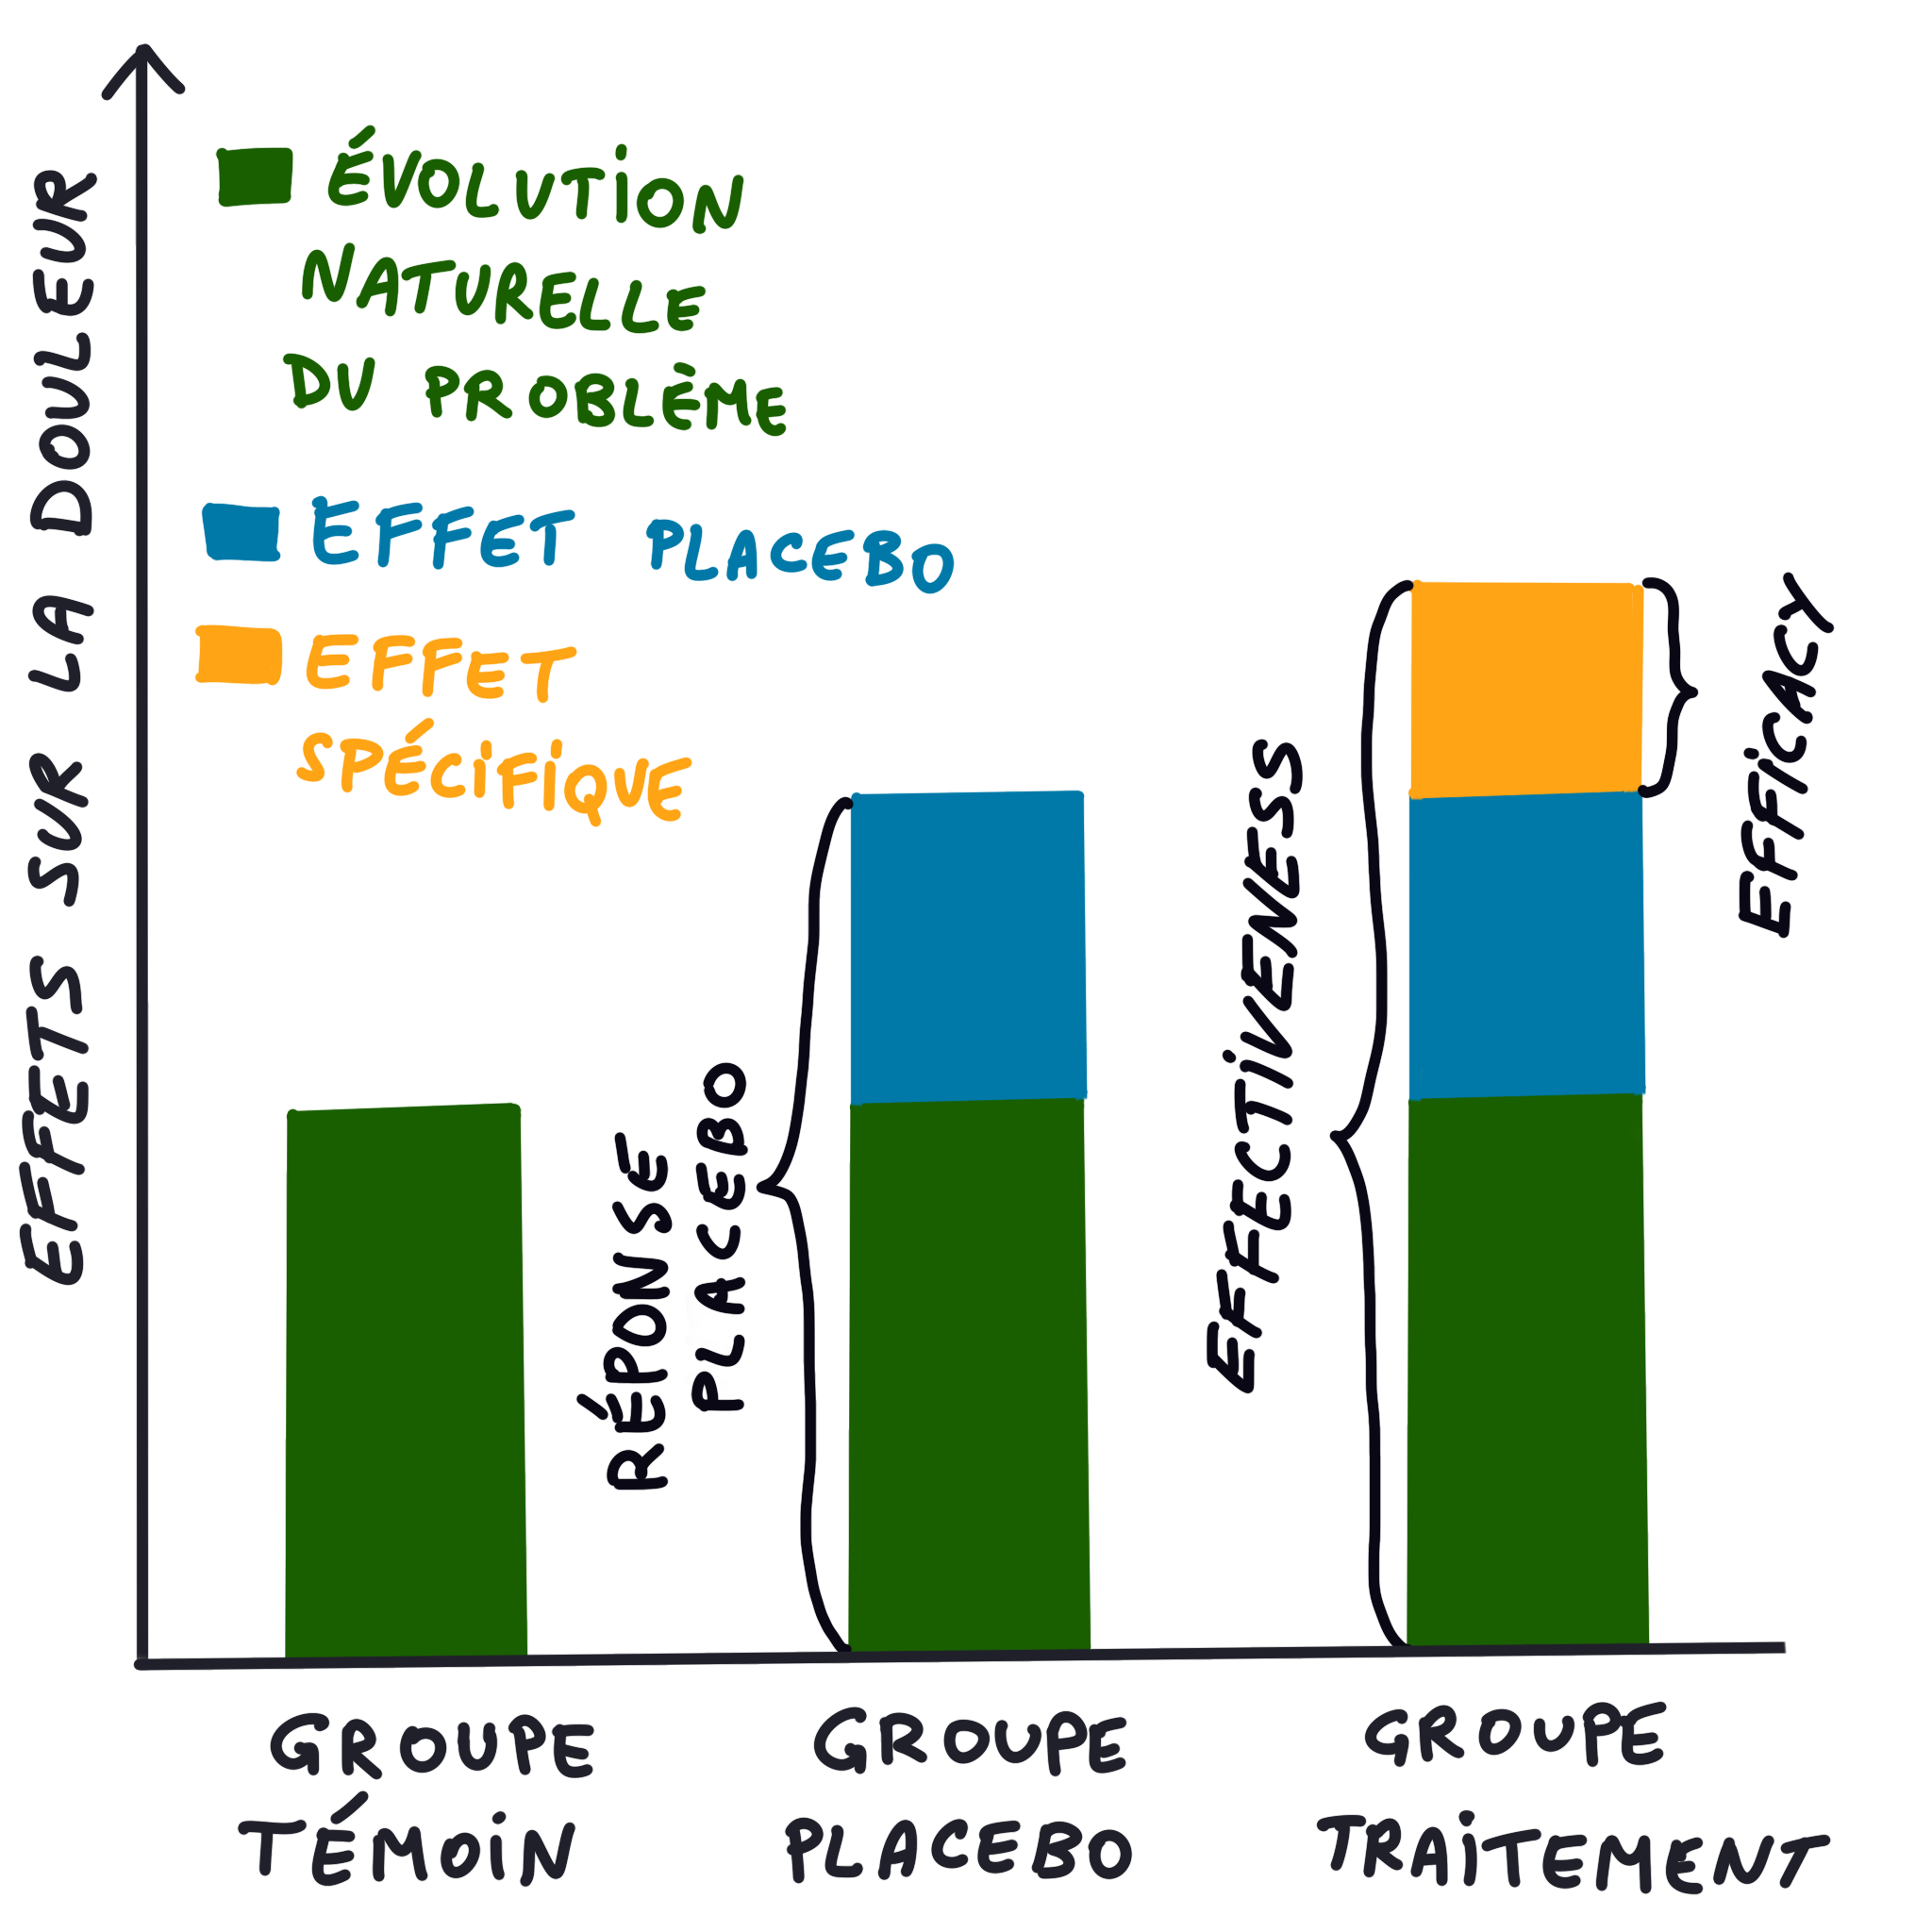 EFFETS SUR LA DOULEUR
ÉVOLUTION
NATURELLE
DU PROBLÈME
EFFET PLACEBO
EFFET
SPÉCIFIQUE
RÉPONSE
PLACEBO
EFFECTIVENESS
EFFICACY
GROUPE
TÉMOIN
GROUPE
PLACEBO
GROUPE
TRAITEMENT